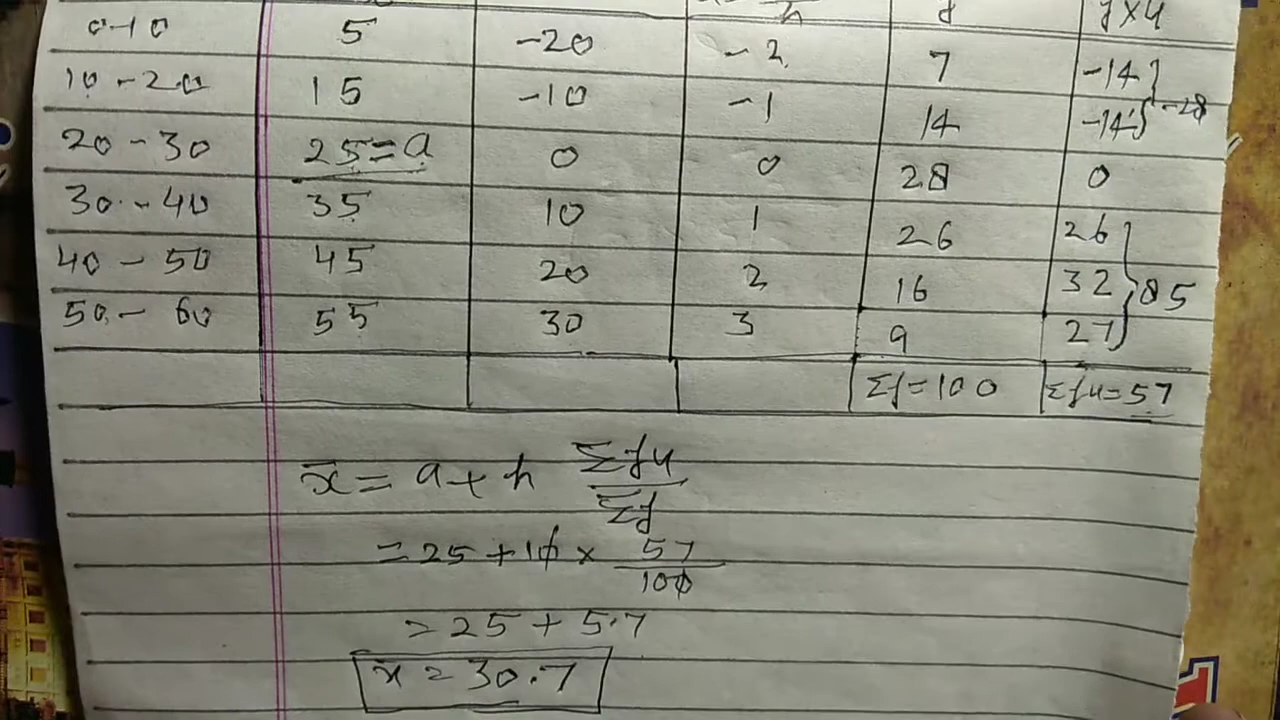 h f f×u
0-10 5 -20 -2 7 -14
10-20 15 -10 -1 14 -14 -28
20-30 25=a 0 0 28 0
30-40 35 10 1 26 26
40-50 45 20 2 16 32 85
50-60 55 30 3 9 27
Σf=100 Σfu=57
x̄ = a+h Σfu
Σf
=25+10× 57
100
=25+5.7
x̄ = 30.7